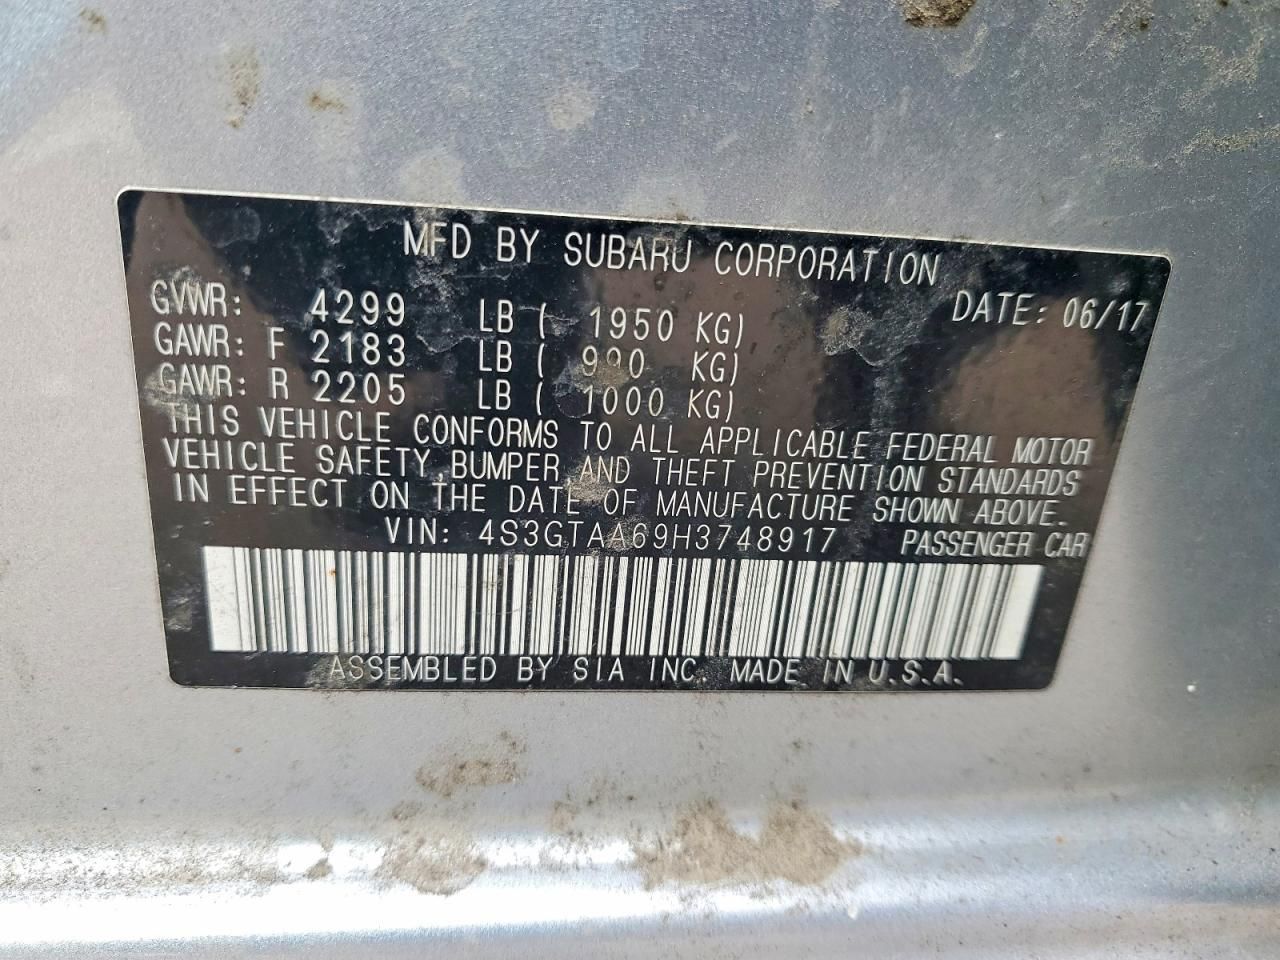 MFD BY SUBARU CORPORATION
DATE: 06/17
GVWR: 4299 LB ( 1950 KG)
GAWR: F 2183 LB ( 990 KG)
GAWR: R 2205 LB ( 1000 KG)
THIS VEHICLE CONFORMS TO ALL APPLICABLE FEDERAL MOTOR
VEHICLE SAFETY, BUMPER AND THEFT PREVENTION STANDARDS
IN EFFECT ON THE DATE OF MANUFACTURE SHOWN ABOVE.
VIN: 4S3GTAA69H3748917 PASSENGER CAR
ASSEMBLED BY SIA INC. MADE IN U.S.A.